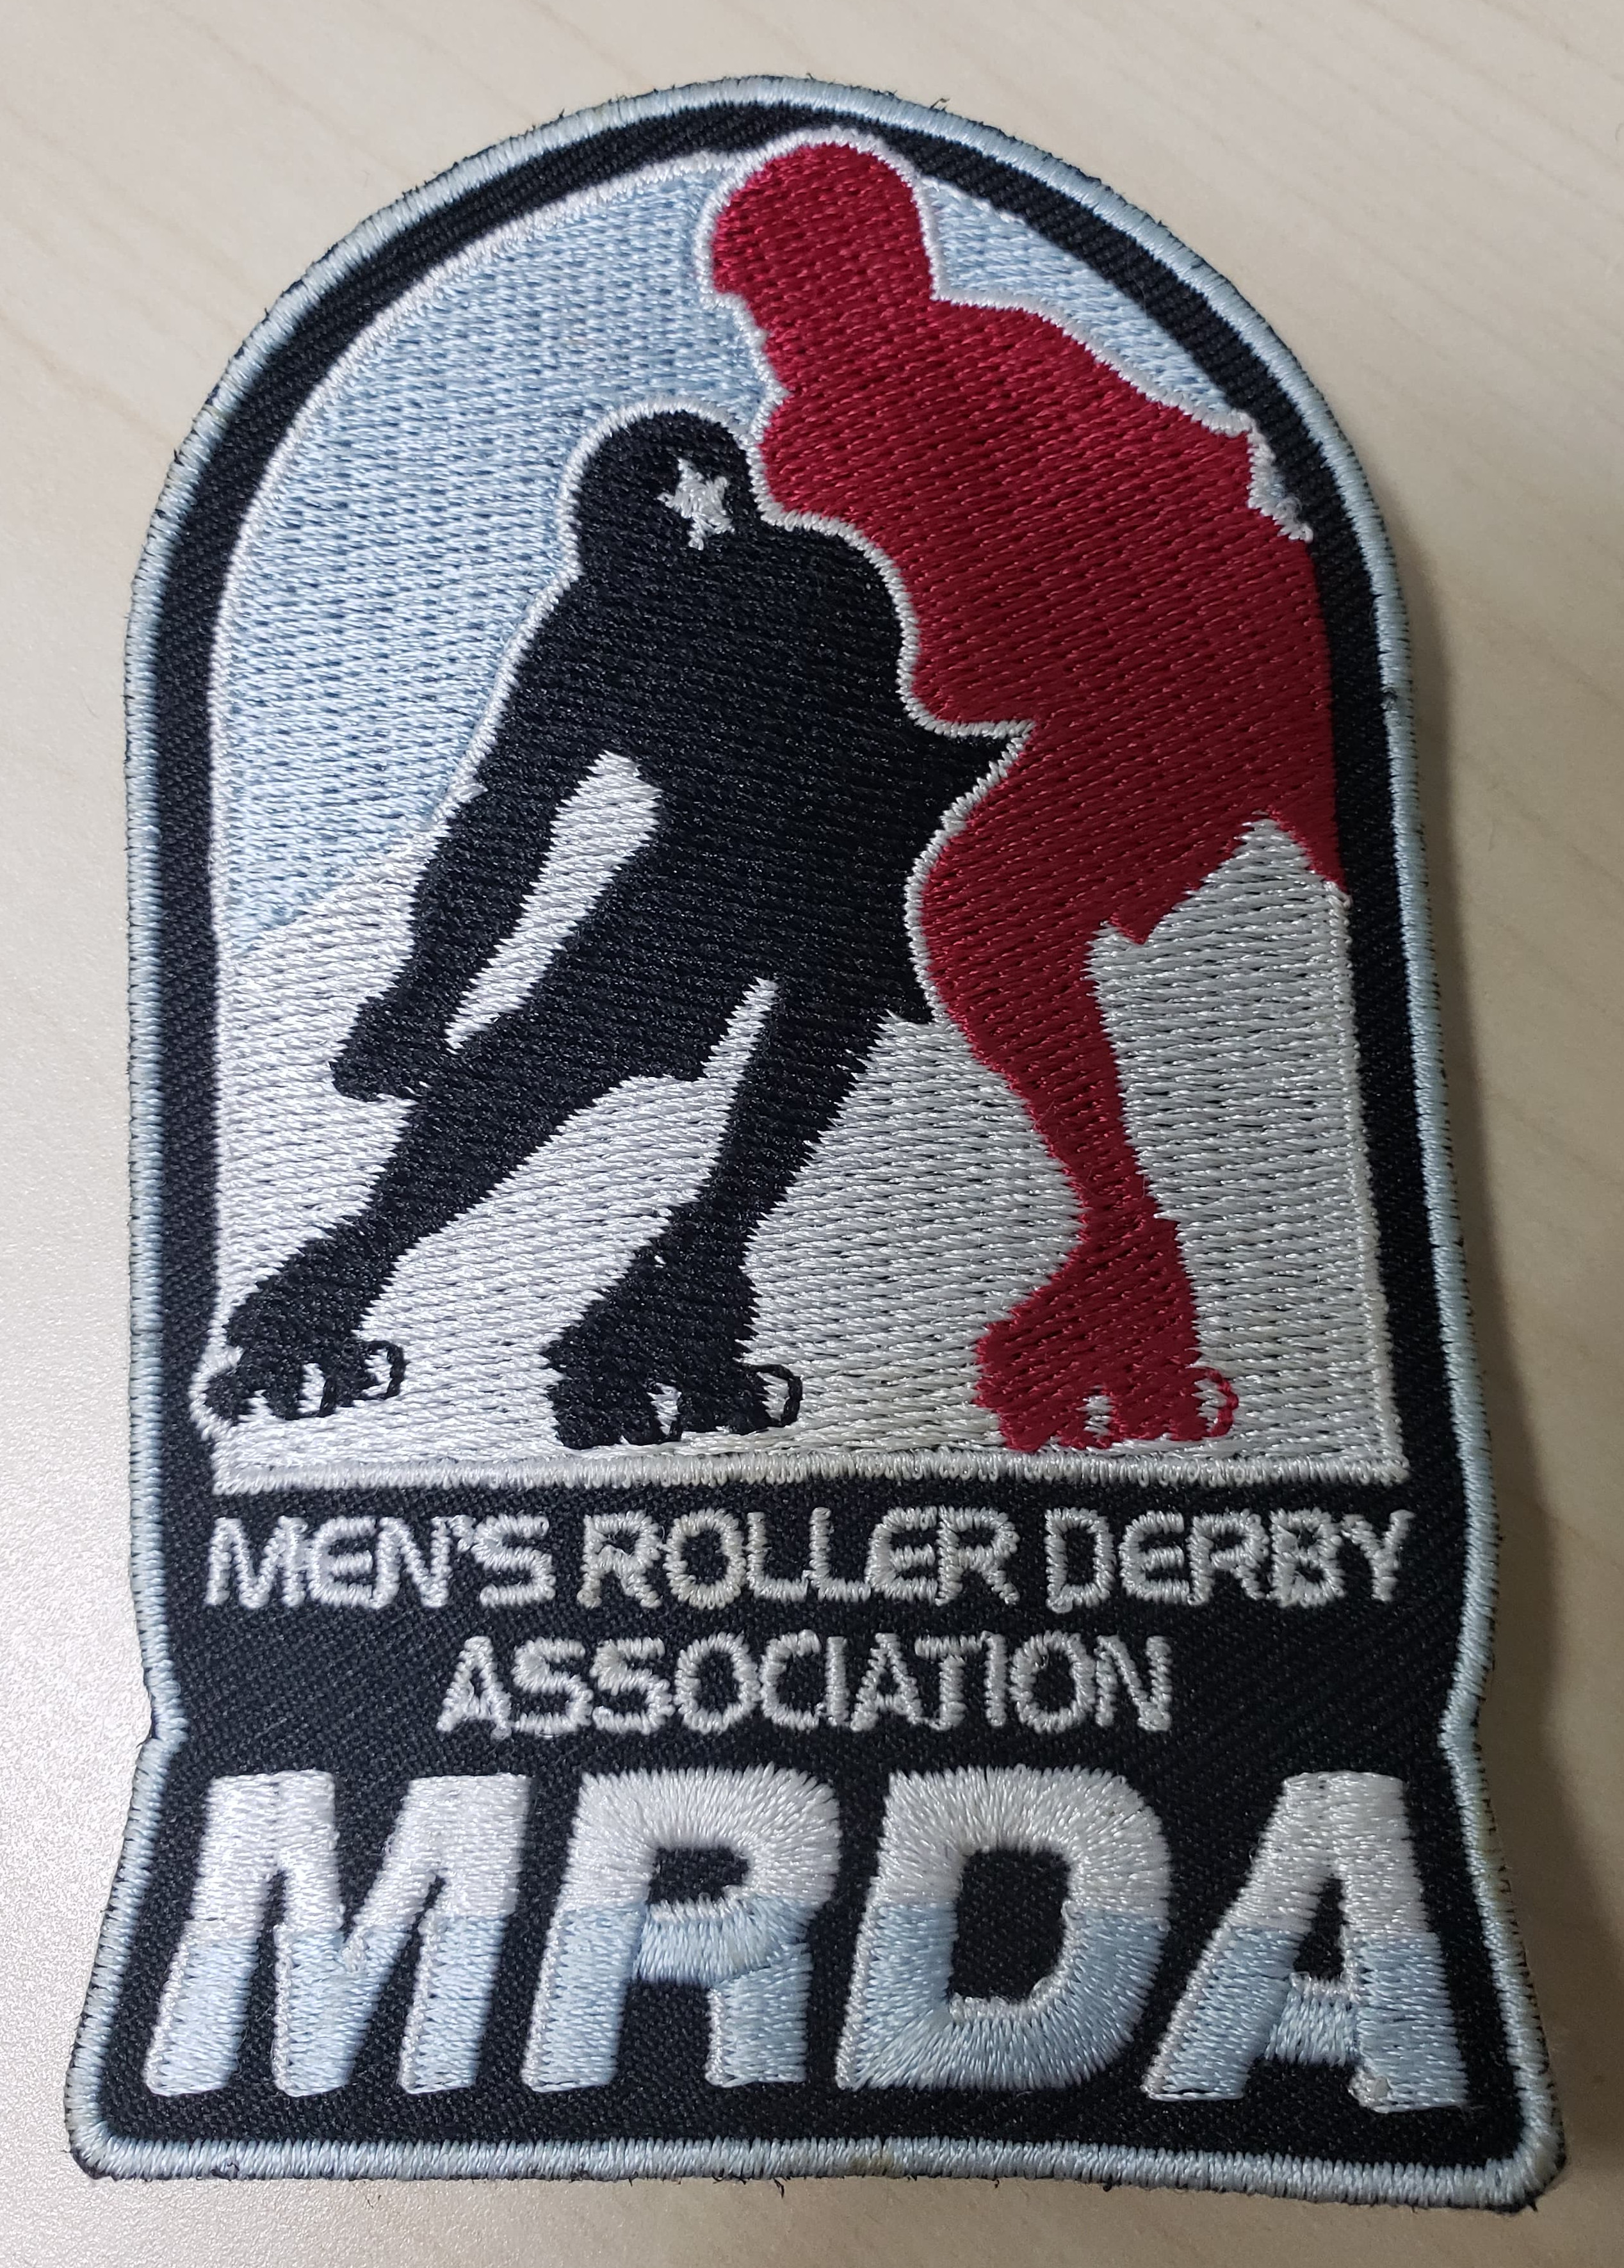 MEN'S ROLLER DERBY
ASSOCIATION
MRDA